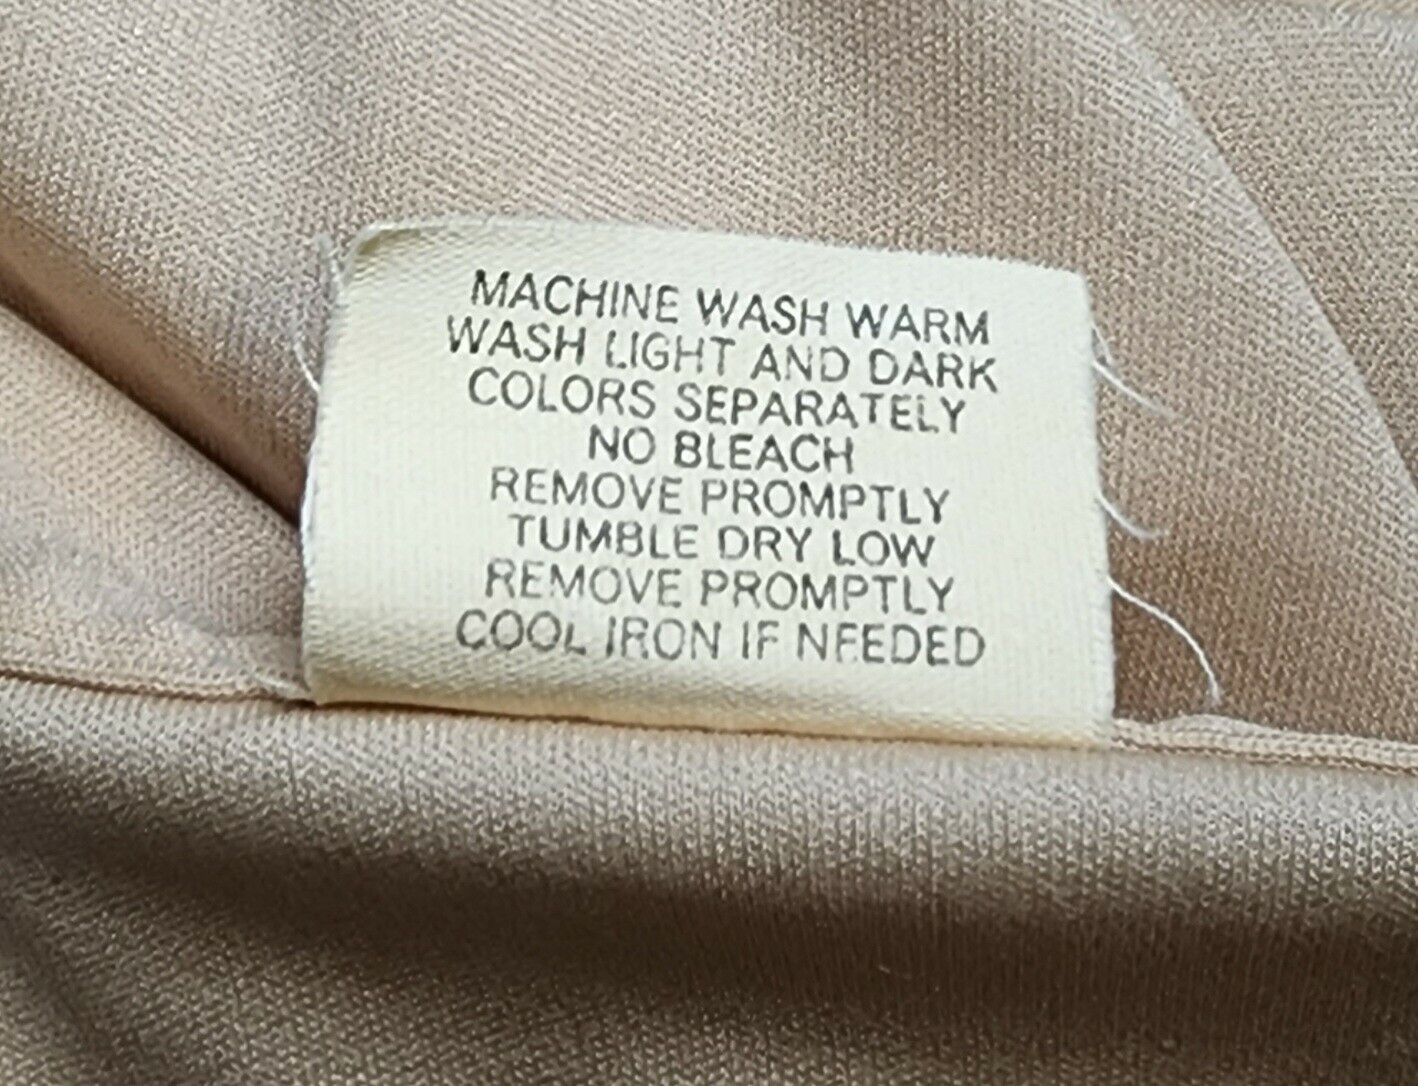 MACHINE WASH WARM
WASH LIGHT AND DARK
COLORS SEPARATELY
NO BLEACH
REMOVE PROMPTLY
TUMBLE DRY LOW
REMOVE PROMPTLY
COOL IRON IF NEEDED